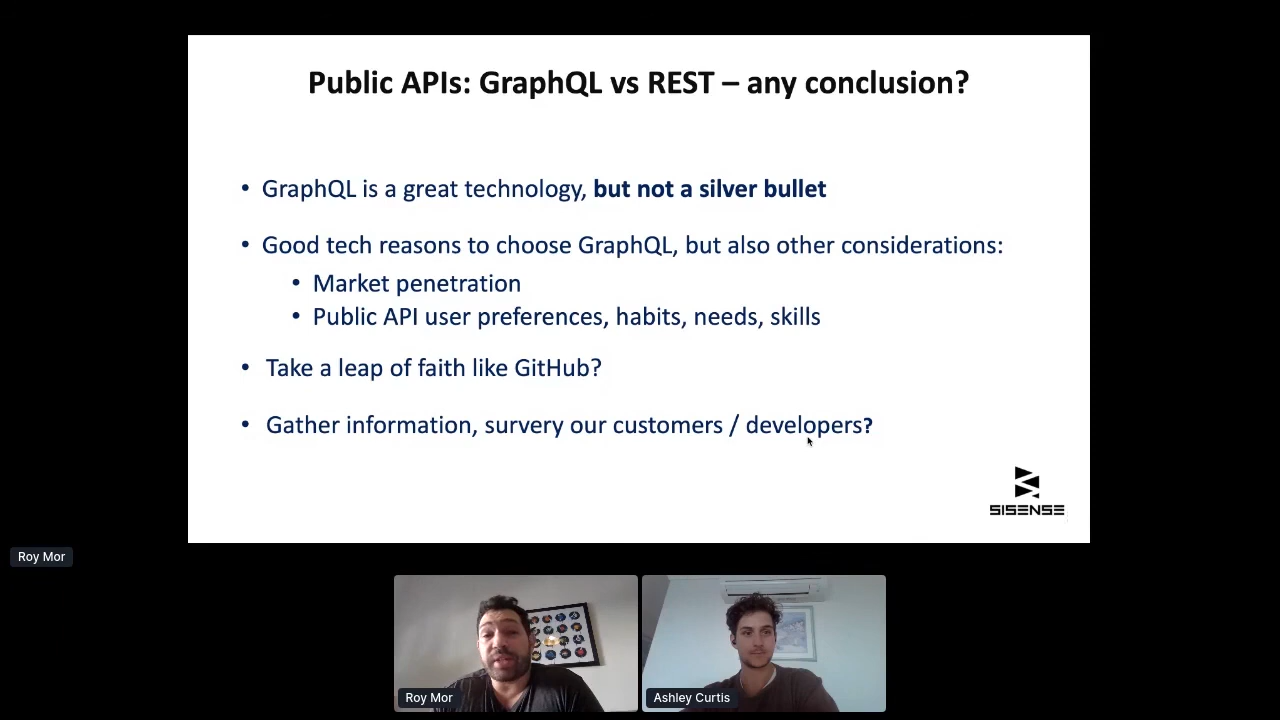 Public APIs: GraphQL vs REST – any conclusion?
• GraphQL is a great technology, but not a silver bullet
• Good tech reasons to choose GraphQL, but also other considerations:
• Market penetration
• Public API user preferences, habits, needs, skills
• Take a leap of faith like GitHub?
• Gather information, survery our customers / developers?
SISENSE
Roy Mor
Roy Mor
Ashley Curtis